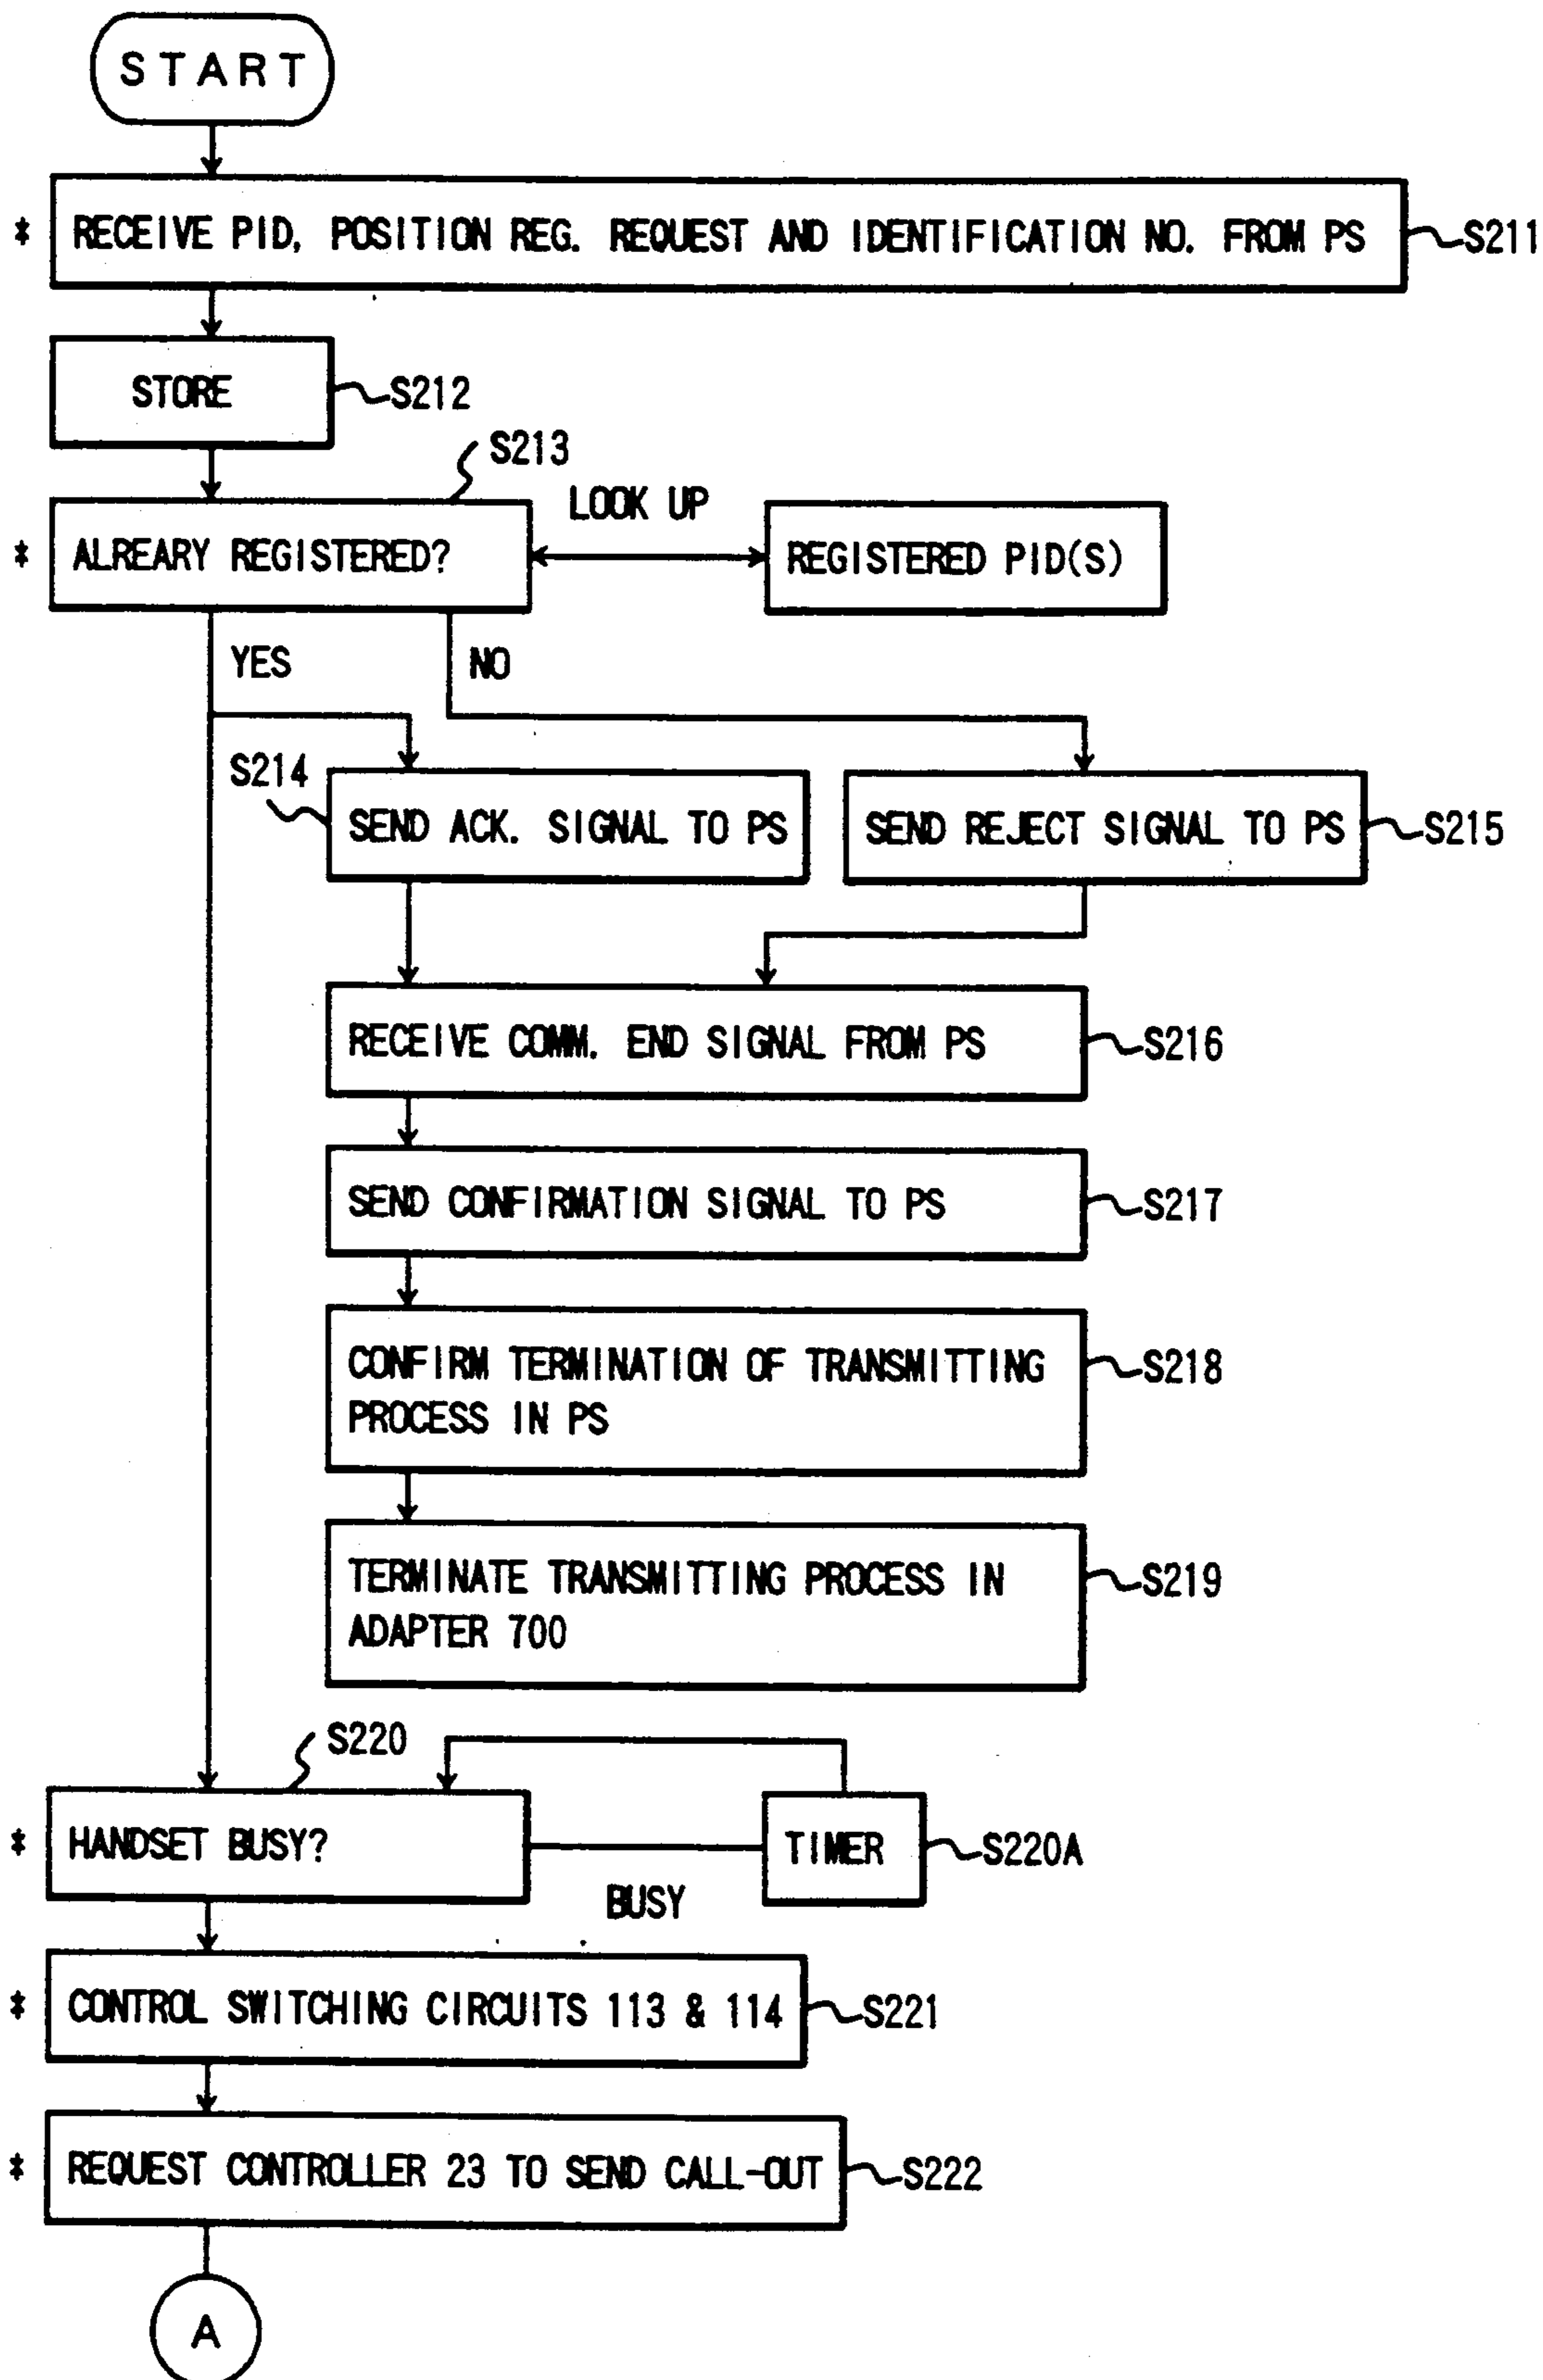 START
* RECEIVE PID, POSITION REG. REQUEST AND IDENTIFICATION NO. FROM PS S211
STORE S212
S213
LOOK UP
* ALREARY REGISTERED?
REGISTERED PID(S)
YES
NO
S214
SEND ACK. SIGNAL TO PS
SEND REJECT SIGNAL TO PS S215
RECEIVE COMM. END SIGNAL FROM PS S216
SEND CONFIRMATION SIGNAL TO PS S217
CONFIRM TERMINATION OF TRANSMITTING S218
PROCESS IN PS
TERMINATE TRANSMITTING PROCESS IN S219
ADAPTER 700
S220
* HANDSET BUSY?
TIMER S220A
BUSY
* CONTROL SWITCHING CIRCUITS 113 & 114 S221
* REQUEST CONTROLLER 23 TO SEND CALL-OUT S222
A